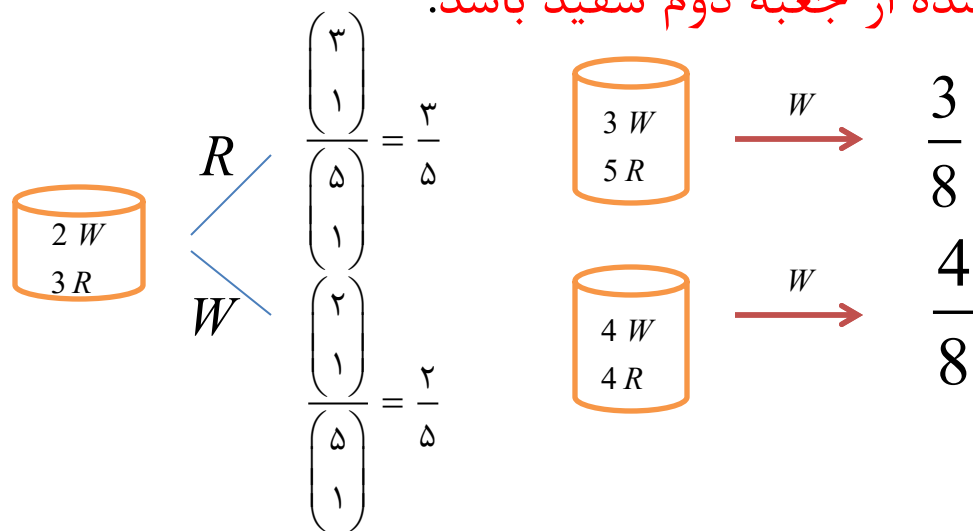 از جعبه دوم سفید باشد.
R
(۳ ۱) / (۵ ۱) = ۳/۵
W
(۲ ۱) / (۵ ۱) = ۲/۵
2 W
3 R
3 W
5 R
W
3/8
4 W
4 R
W
4/8